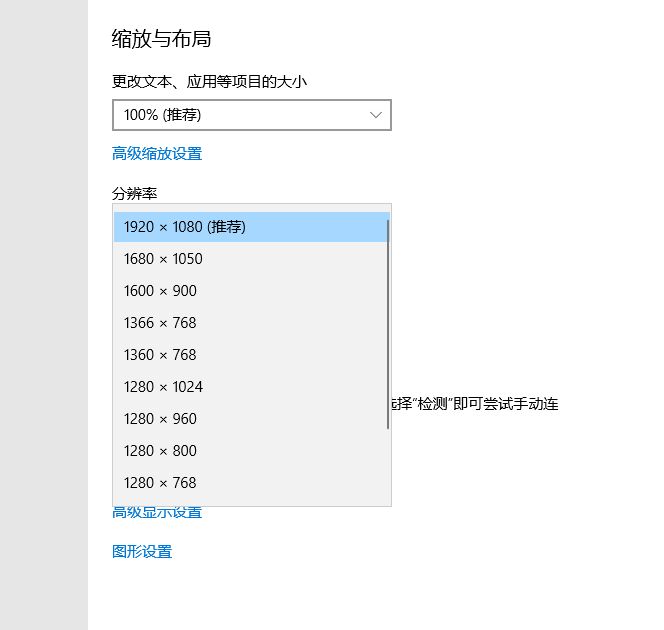 缩放与布局
更改文本、应用等项目的大小
100% (推荐)
高级缩放设置
分辨率
1920 × 1080 (推荐)
1680 × 1050
1600 × 900
1366 × 768
1360 × 768
1280 × 1024
选择“检测”即可尝试手动连
1280 × 960
1280 × 800
1280 × 768
高级显示设置
图形设置